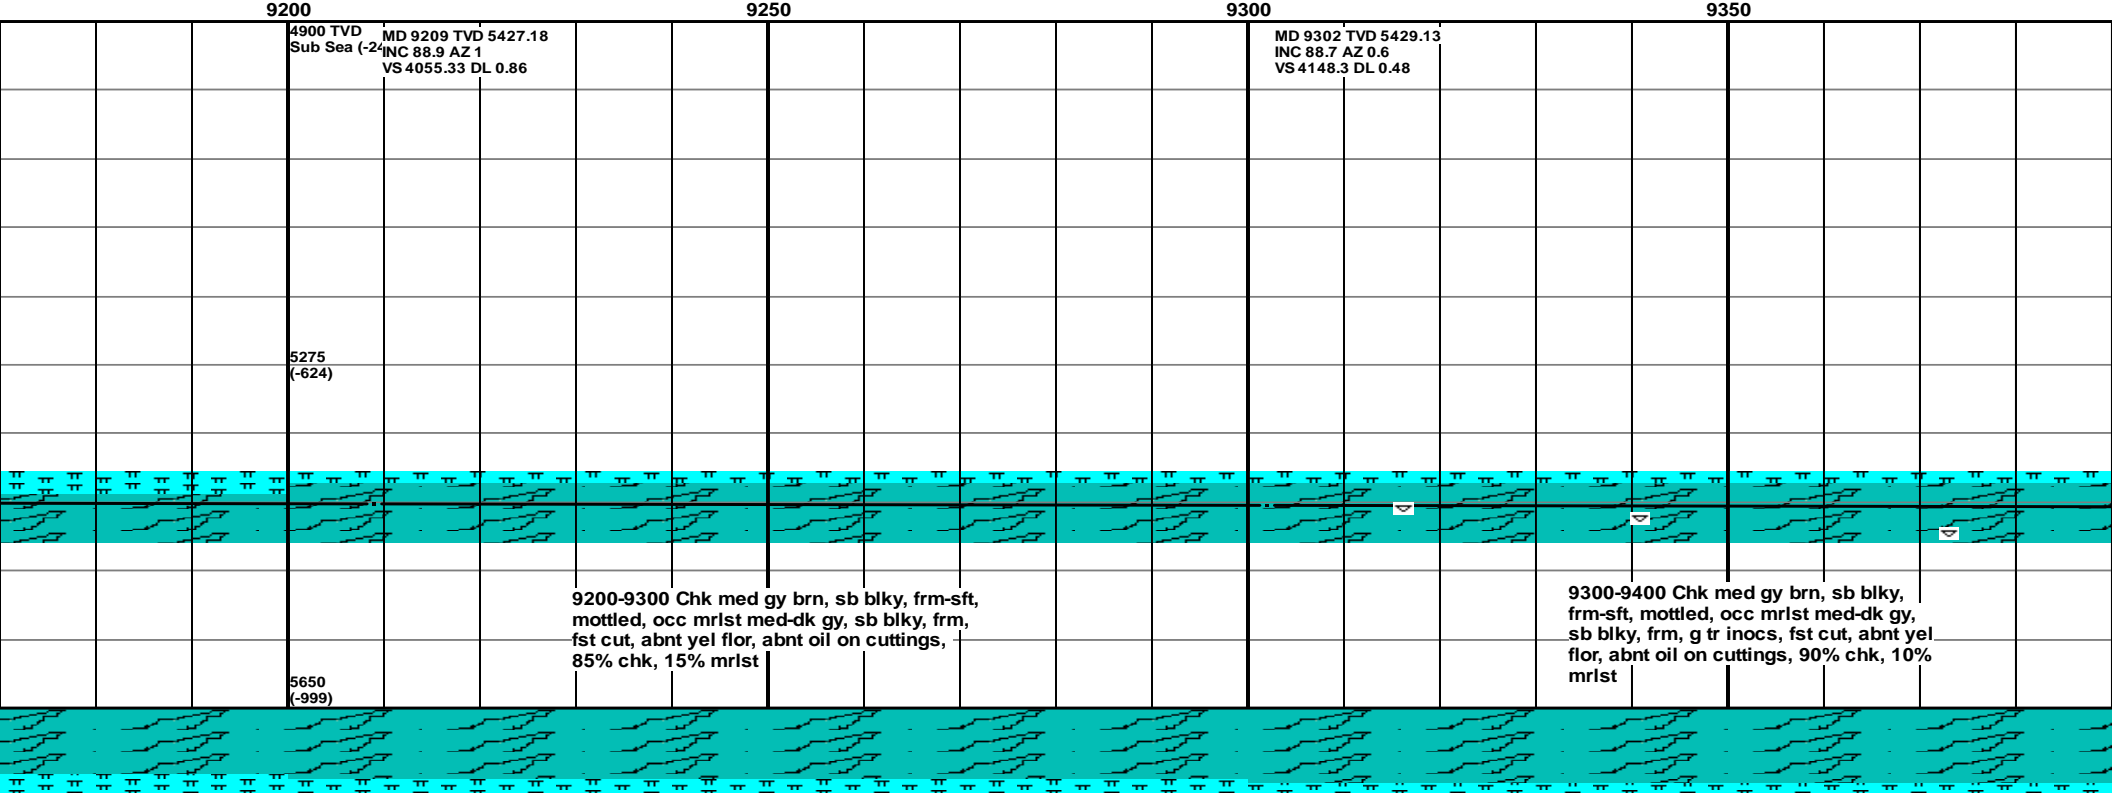 9200 9250 9300 9350
4900 TVD
Sub Sea (-24
MD 9209 TVD 5427.18
INC 88.9 AZ 1
VS 4055.33 DL 0.86
MD 9302 TVD 5429.13
INC 88.7 AZ 0.6
VS 4148.3 DL 0.48
5275
(-624)
9200-9300 Chk med gy brn, sb blky, frm-sft,
mottled, occ mrlst med-dk gy, sb blky, frm,
fst cut, abnt yel flor, abnt oil on cuttings,
85% chk, 15% mrlst
9300-9400 Chk med gy brn, sb blky,
frm-sft, mottled, occ mrlst med-dk gy,
sb blky, frm, g tr inocs, fst cut, abnt yel
flor, abnt oil on cuttings, 90% chk, 10%
mrlst
5650
(-999)